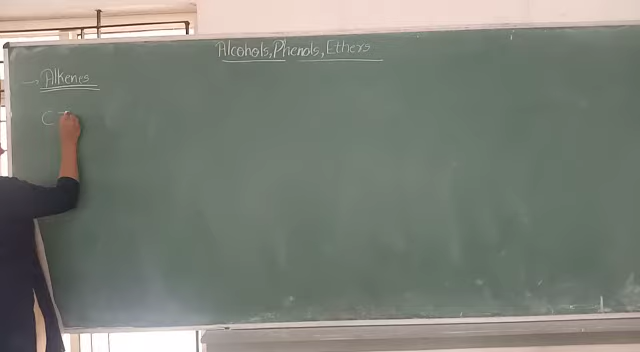 Alcohols, Phenols, Ethers
→ Alkenes
C